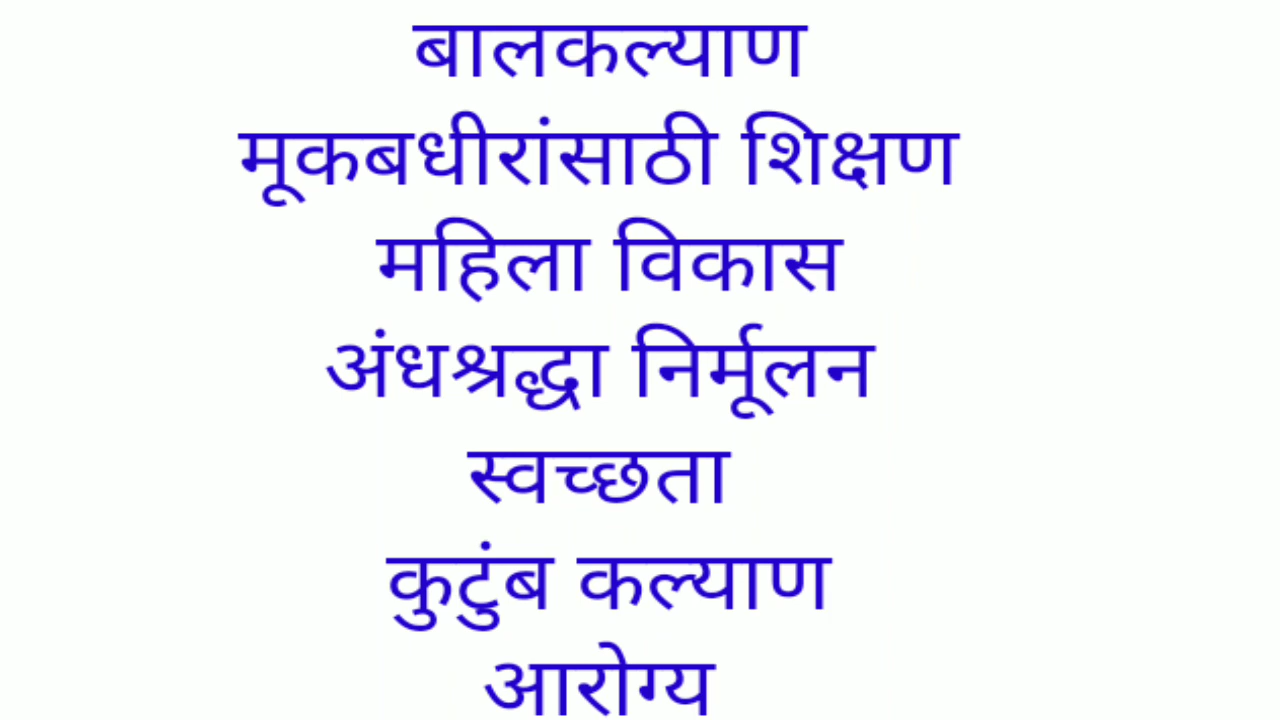 बालकल्याण
मूकबधीरांसाठी शिक्षण
महिला विकास
अंधश्रद्धा निर्मूलन
स्वच्छता
कुटुंब कल्याण
आरोग्य